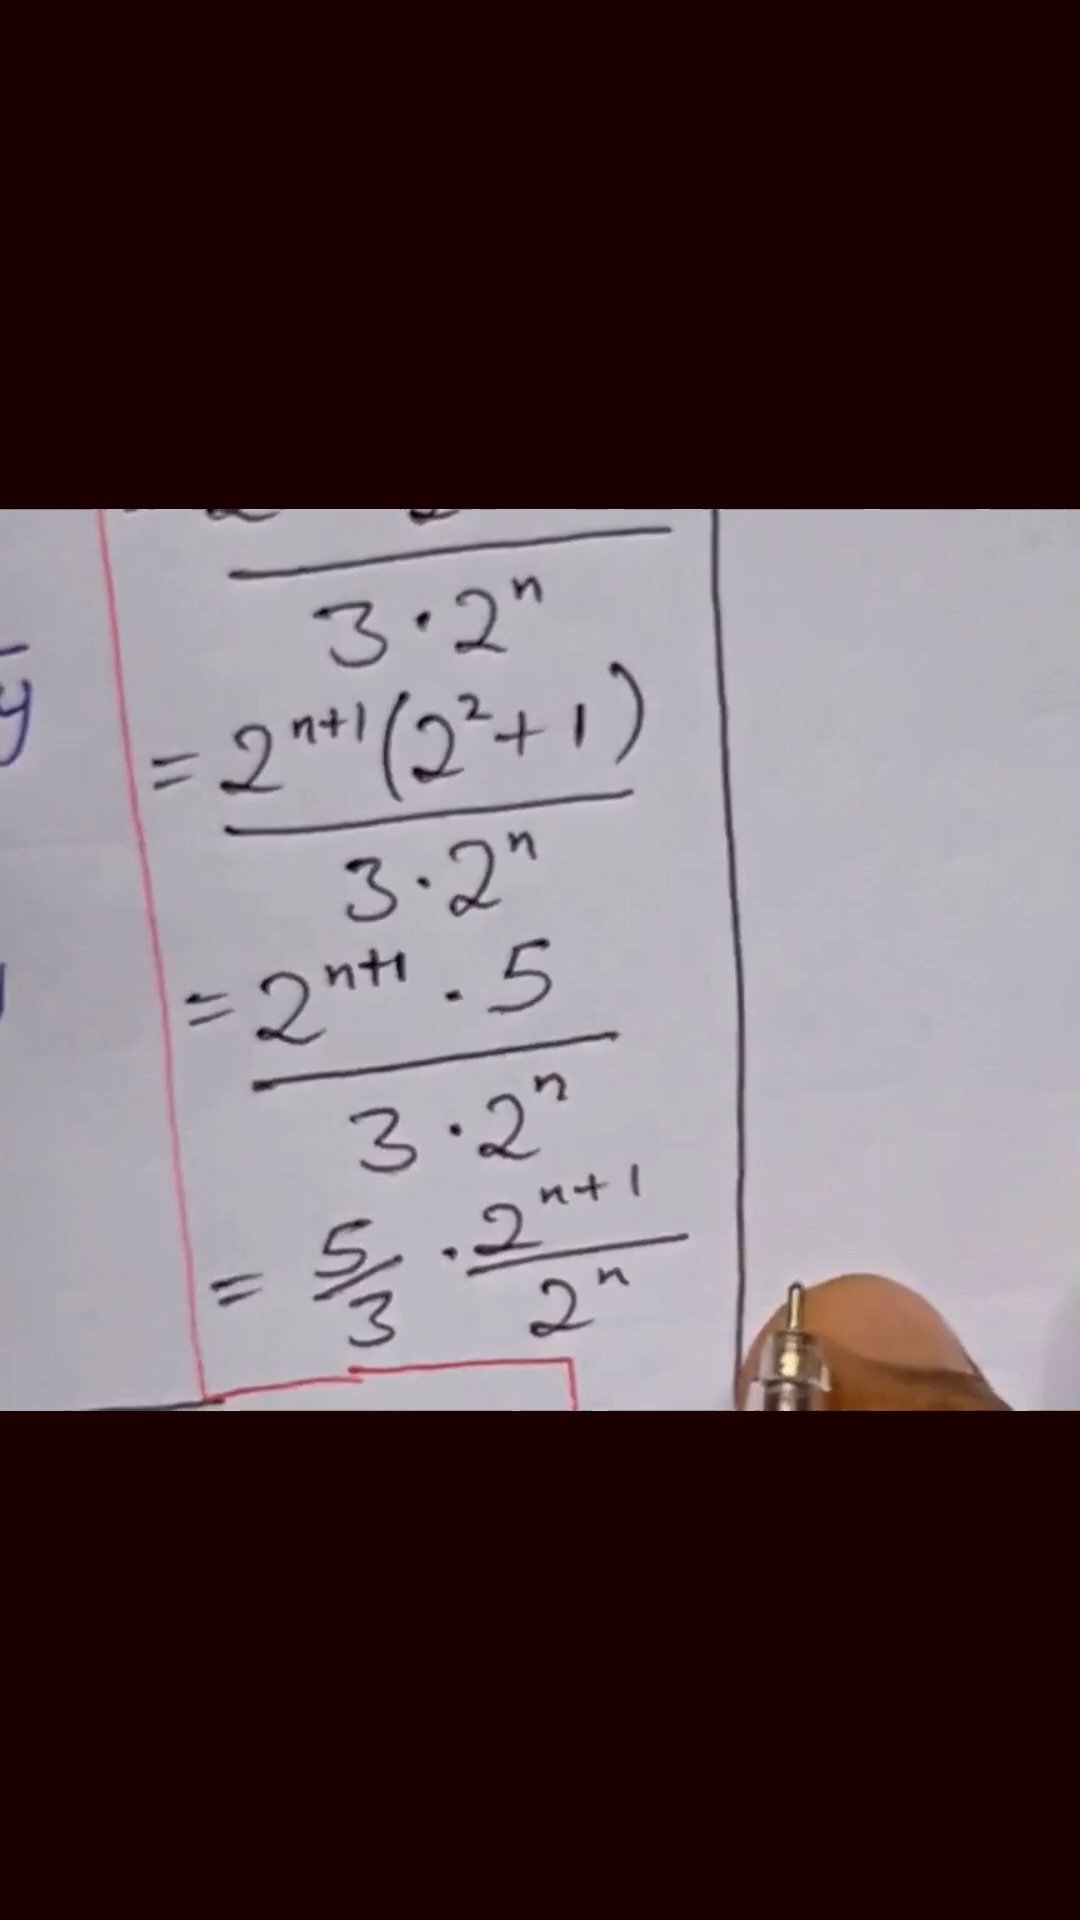 3 · 2ⁿ
= 2ⁿ⁺¹(2² + 1)
3 · 2ⁿ
= 2ⁿ⁺¹ · 5
3 · 2ⁿ
= 5/3 · 2ⁿ⁺¹
2ⁿ
y